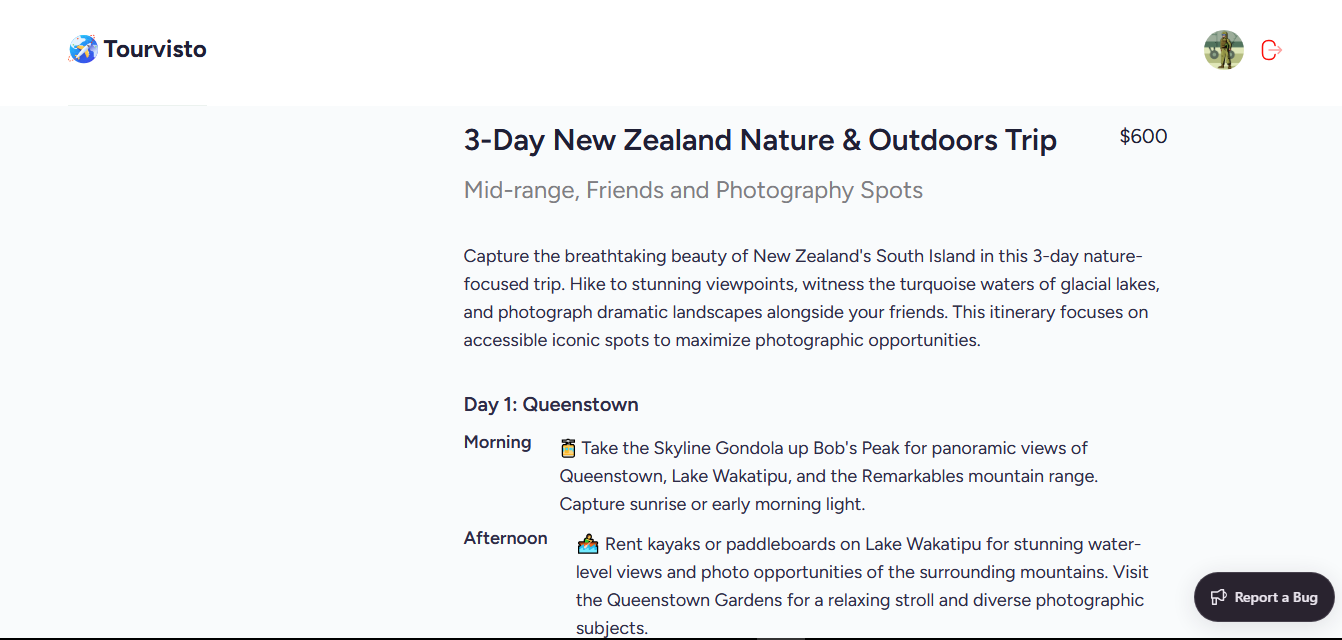 Tourvisto
3-Day New Zealand Nature & Outdoors Trip
$600
Mid-range, Friends and Photography Spots
Capture the breathtaking beauty of New Zealand's South Island in this 3-day nature-
focused trip. Hike to stunning viewpoints, witness the turquoise waters of glacial lakes,
and photograph dramatic landscapes alongside your friends. This itinerary focuses on
accessible iconic spots to maximize photographic opportunities.
Day 1: Queenstown
Morning
🚠 Take the Skyline Gondola up Bob's Peak for panoramic views of
Queenstown, Lake Wakatipu, and the Remarkables mountain range.
Capture sunrise or early morning light.
Afternoon
🚣 Rent kayaks or paddleboards on Lake Wakatipu for stunning water-
level views and photo opportunities of the surrounding mountains. Visit
the Queenstown Gardens for a relaxing stroll and diverse photographic
subjects.
Report a Bug